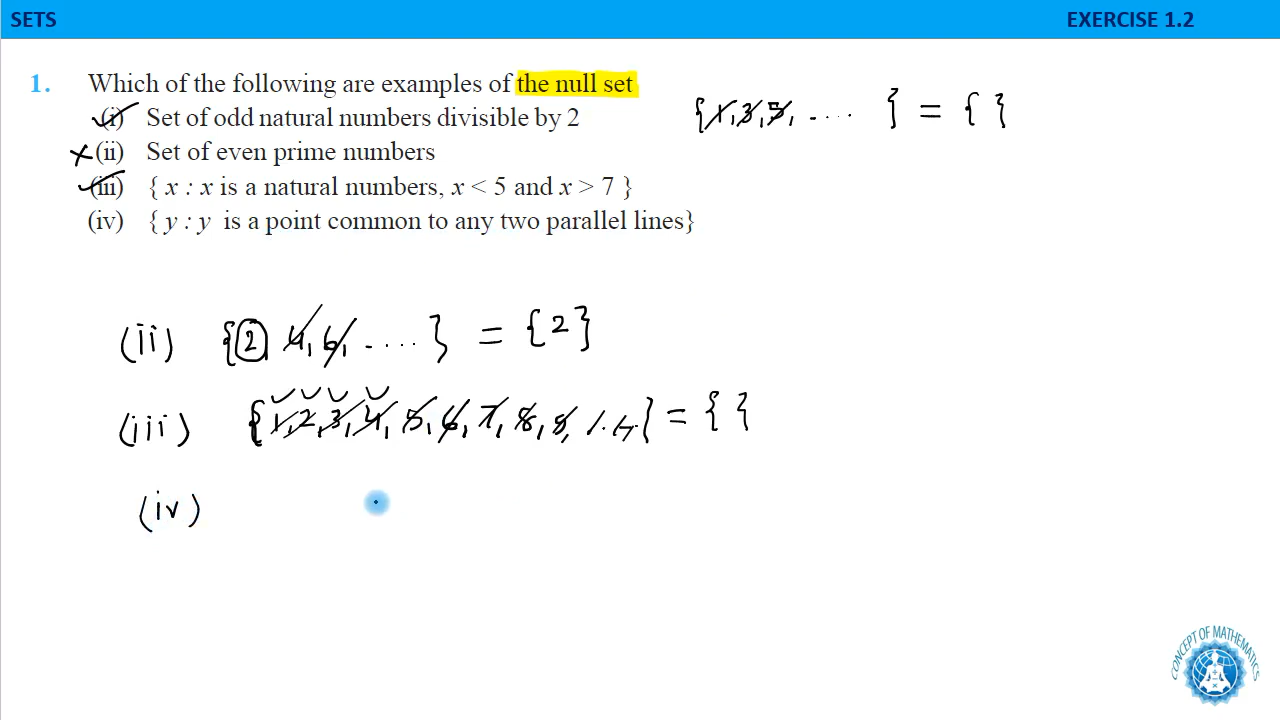 SETS EXERCISE 1.2
1. Which of the following are examples of the null set
(i) Set of odd natural numbers divisible by 2 {1, 3, 5, .... } = { }
(ii) Set of even prime numbers
(iii) { x : x is a natural numbers, x < 5 and x > 7 }
(iv) { y : y is a point common to any two parallel lines}
(ii) {2, 4, 6, ..... } = {2}
(iii) {1, 2, 3, 4, 5, 6, 7, 8, } = { }
(iv)
CONCEPT OF MATHEMATICS